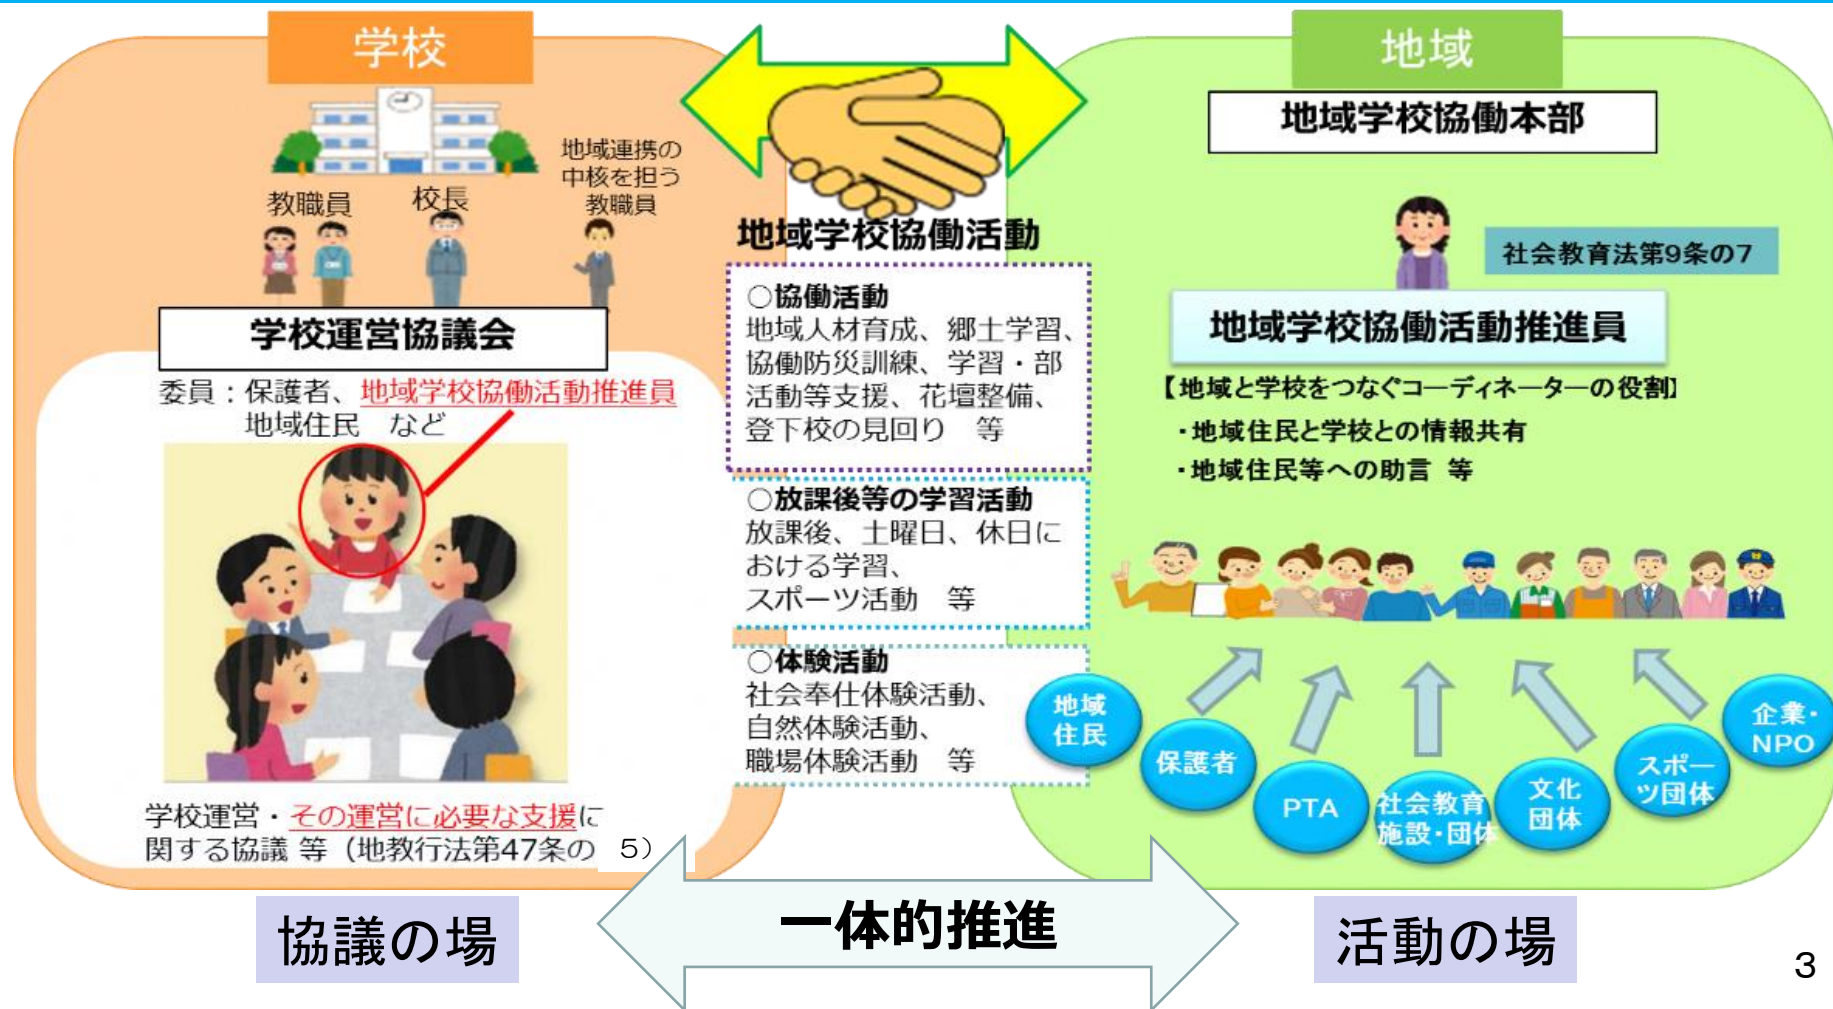 学校
地域連携の
中核を担う
教職員
教職員
校長
学校運営協議会
委員：保護者、地域学校協働活動推進員
地域住民　など
学校運営・その運営に必要な支援に
関する協議 等（地教行法第47条の 5）
協議の場
地域学校協働活動
○協働活動
地域人材育成、郷土学習、
協働防災訓練、学習・部
活動等支援、花壇整備、
登下校の見回り　等
○放課後等の学習活動
放課後、土曜日、休日に
おける学習、
スポーツ活動　等
○体験活動
社会奉仕体験活動、
自然体験活動、
職場体験活動　等
一体的推進
地域
地域学校協働本部
社会教育法第9条の7
地域学校協働活動推進員
【地域と学校をつなぐコーディネーターの役割】
・地域住民と学校との情報共有
・地域住民等への助言 等
地域
住民
保護者
PTA
社会教育
施設・団体
文化
団体
スポー
ツ団体
企業・
NPO
活動の場
3